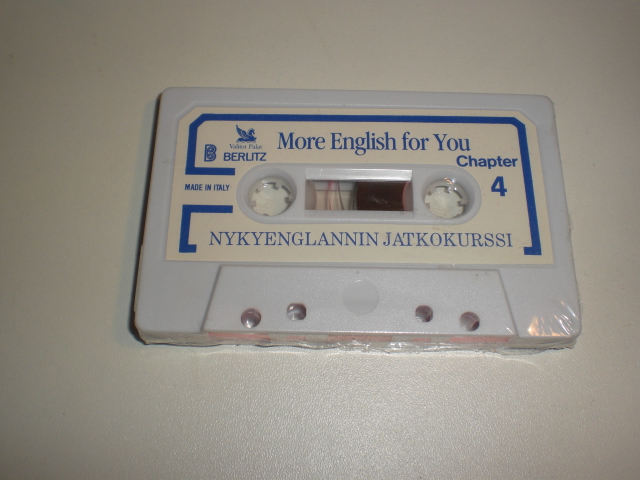 Valitut Palat
BERLITZ
More English for You
Chapter
4
MADE IN ITALY
NYKYENGLANNIN JATKOKURSSI